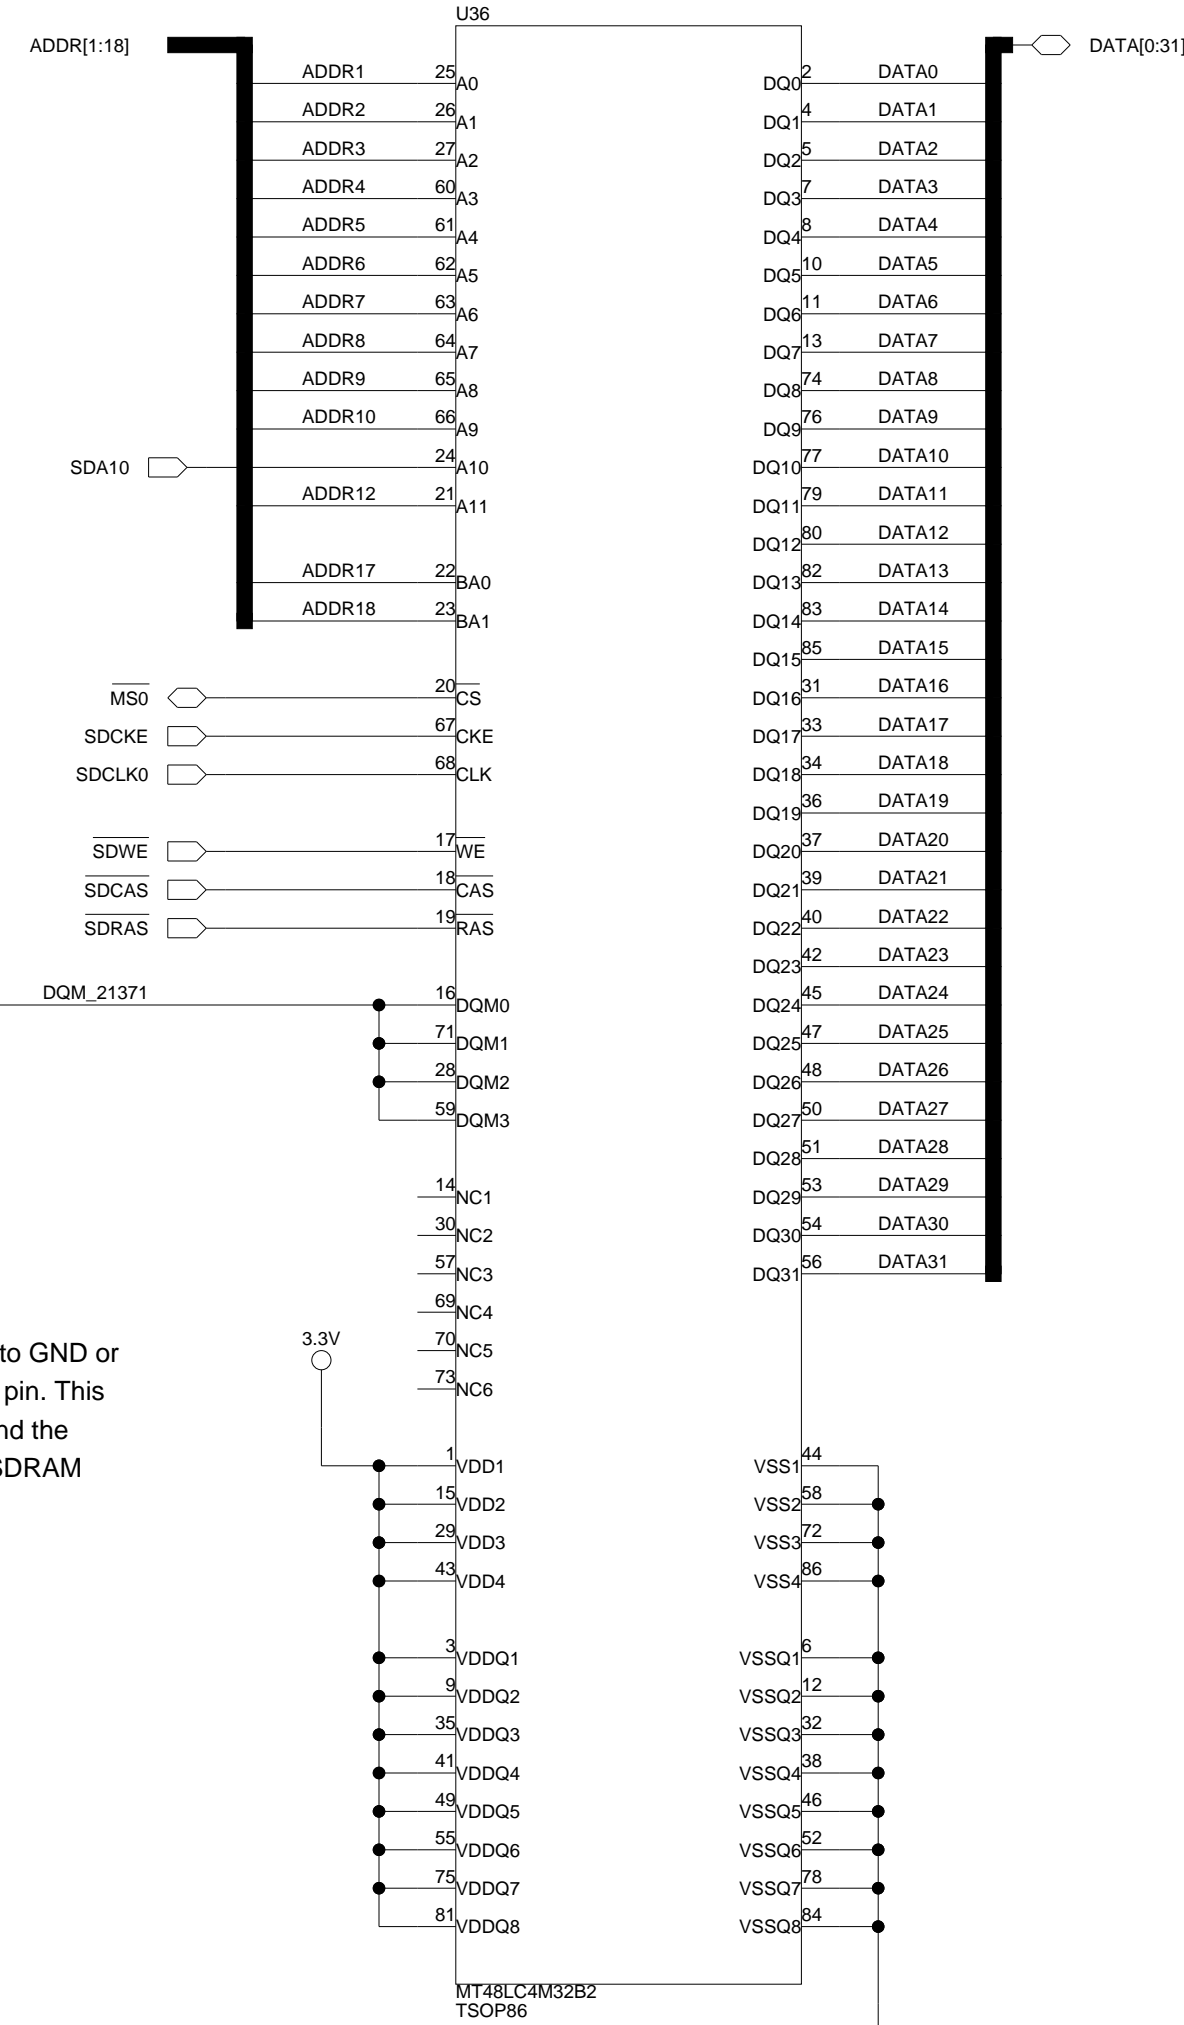 U36
ADDR[1:18] DATA[0:31]
ADDR1 25 A0 DQ0 2 DATA0
ADDR2 26 A1 DQ1 4 DATA1
ADDR3 27 A2 DQ2 5 DATA2
ADDR4 60 A3 DQ3 7 DATA3
ADDR5 61 A4 DQ4 8 DATA4
ADDR6 62 A5 DQ5 10 DATA5
ADDR7 63 A6 DQ6 11 DATA6
ADDR8 64 A7 DQ7 13 DATA7
ADDR9 65 A8 DQ8 74 DATA8
ADDR10 66 A9 DQ9 76 DATA9
SDA10 24 A10 DQ10 77 DATA10
ADDR12 21 A11 DQ11 79 DATA11
DQ12 80 DATA12
ADDR17 22 BA0 DQ13 82 DATA13
ADDR18 23 BA1 DQ14 83 DATA14
DQ15 85 DATA15
MS0 20 CS DQ16 31 DATA16
SDCKE 67 CKE DQ17 33 DATA17
SDCLK0 68 CLK DQ18 34 DATA18
DQ19 36 DATA19
SDWE 17 WE DQ20 37 DATA20
SDCAS 18 CAS DQ21 39 DATA21
SDRAS 19 RAS DQ22 40 DATA22
DQ23 42 DATA23
DQM_21371 16 DQM0 DQ24 45 DATA24
71 DQM1 DQ25 47 DATA25
28 DQM2 DQ26 48 DATA26
59 DQM3 DQ27 50 DATA27
DQ28 51 DATA28
14 NC1 DQ29 53 DATA29
30 NC2 DQ30 54 DATA30
57 NC3 DQ31 56 DATA31
69 NC4
3.3V
to GND or 70 NC5
pin. This 73 NC6
nd the
SDRAM 1 VDD1 VSS1 44
15 VDD2 VSS2 58
29 VDD3 VSS3 72
43 VDD4 VSS4 86
3 VDDQ1 VSSQ1 6
9 VDDQ2 VSSQ2 12
35 VDDQ3 VSSQ3 32
41 VDDQ4 VSSQ4 38
49 VDDQ5 VSSQ5 46
55 VDDQ6 VSSQ6 52
75 VDDQ7 VSSQ7 78
81 VDDQ8 VSSQ8 84
MT48LC4M32B2
TSOP86